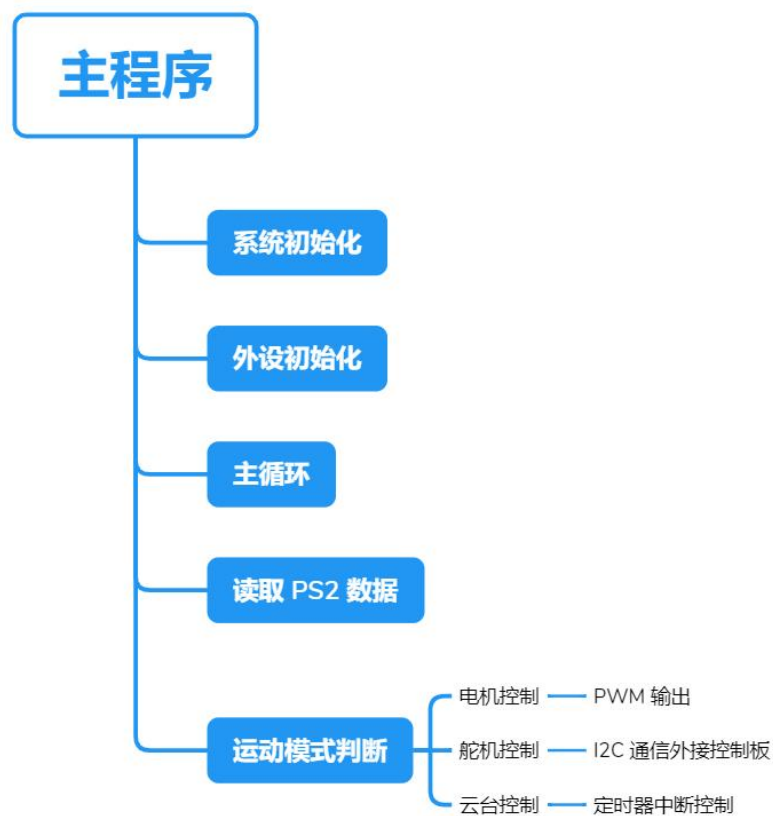 主程序
系统初始化
外设初始化
主循环
读取 PS2 数据
运动模式判断
电机控制
PWM 输出
舵机控制
I2C 通信外接控制板
云台控制
定时器中断控制